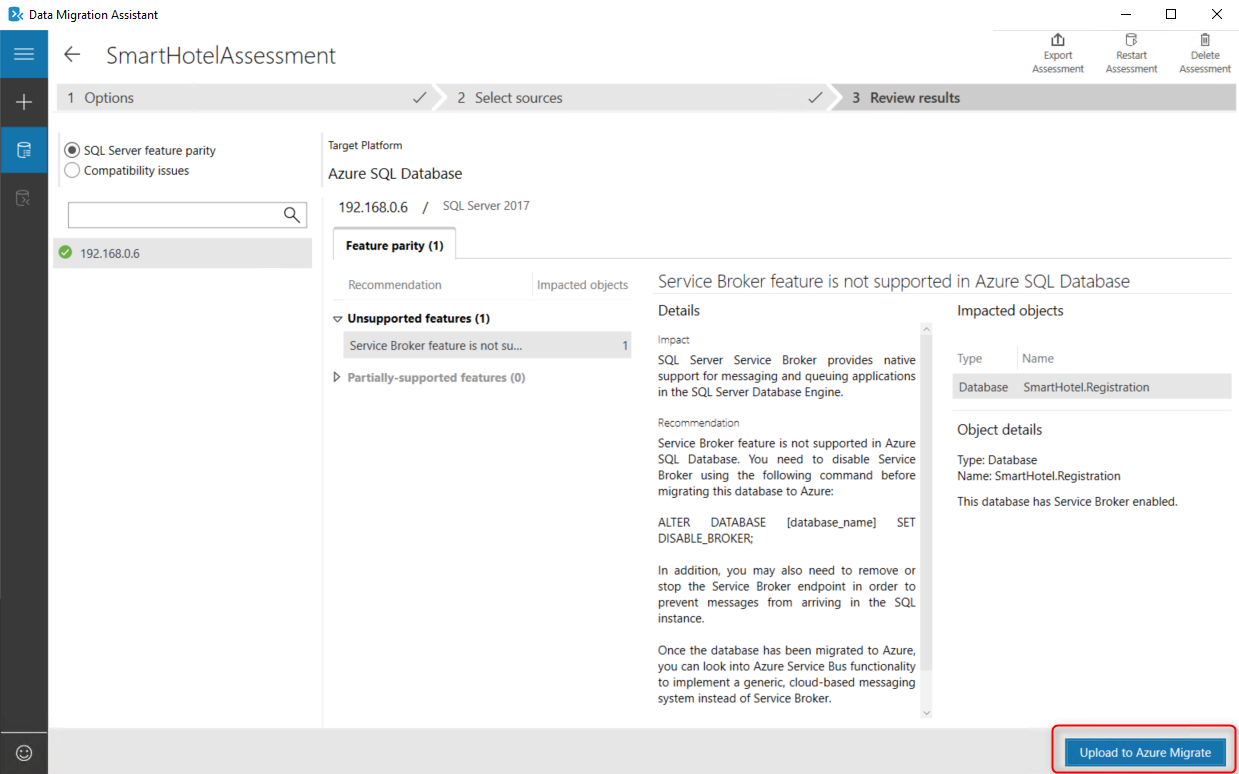 Data Migration Assistant
SmartHotelAssessment
Export
Assessment
Restart
Assessment
Delete
Assessment
1 Options
2 Select sources
3 Review results
SQL Server feature parity
Compatibility issues
192.168.0.6
Target Platform
Azure SQL Database
192.168.0.6 / SQL Server 2017
Feature parity (1)
Recommendation Impacted objects
Unsupported features (1)
Service Broker feature is not su... 1
Partially-supported features (0)
Service Broker feature is not supported in Azure SQL Database
Details
Impact
SQL Server Service Broker provides native
support for messaging and queuing applications
in the SQL Server Database Engine.
Recommendation
Service Broker feature is not supported in Azure
SQL Database. You need to disable Service
Broker using the following command before
migrating this database to Azure:
ALTER DATABASE [database_name] SET
DISABLE_BROKER;
In addition, you may also need to remove or
stop the Service Broker endpoint in order to
prevent messages from arriving in the SQL
instance.
Once the database has been migrated to Azure,
you can look into Azure Service Bus functionality
to implement a generic, cloud-based messaging
system instead of Service Broker.
Impacted objects
Type Name
Database SmartHotel.Registration
Object details
Type: Database
Name: SmartHotel.Registration
This database has Service Broker enabled.
Upload to Azure Migrate